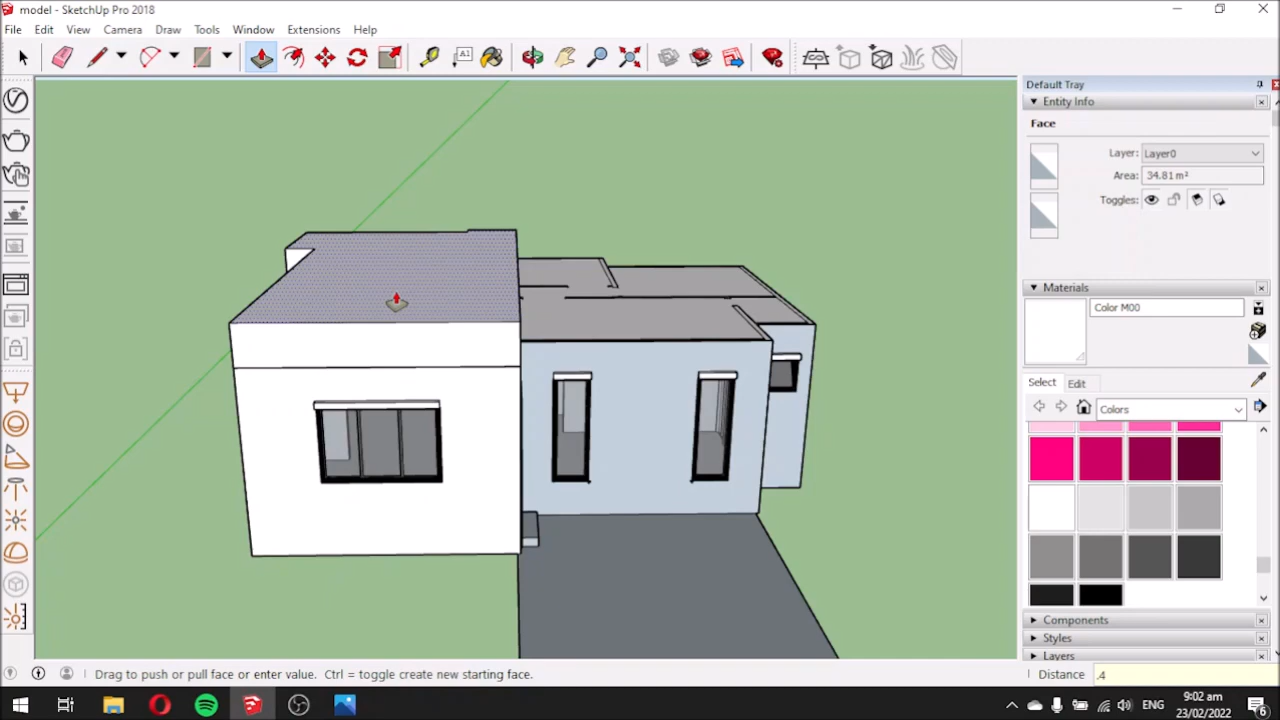 model - SketchUp Pro 2018
File Edit View Camera Draw Tools Window Extensions Help
A1
Default Tray
Entity Info
Face
Layer: Layer0
Area: 34.81 m²
Toggles:
Materials
Color M00
Select Edit
Colors
Components
Styles
Layers
Drag to push or pull face or enter value. Ctrl = toggle create new starting face.
Distance .4
ENG
9:02 am
23/02/2022
6